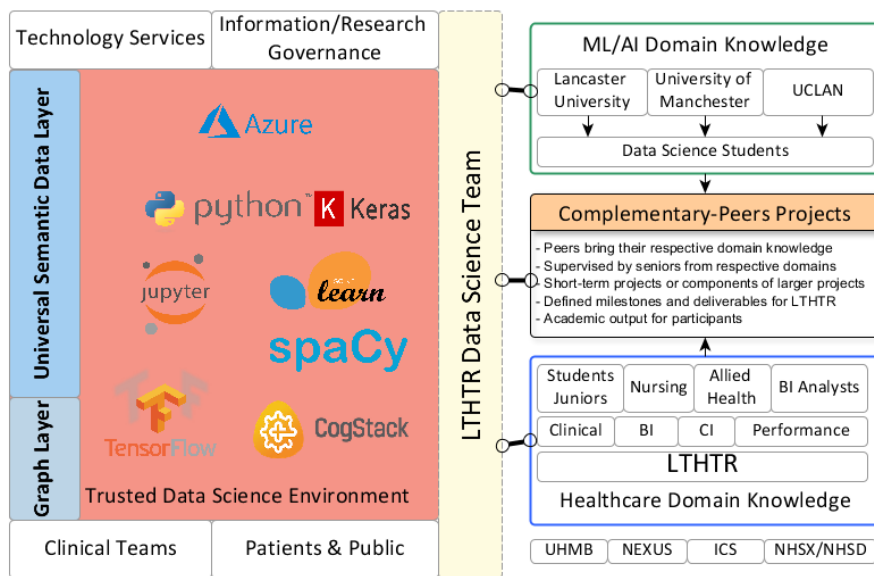 Technology Services
Information/Research
Governance
Universal Semantic Data Layer
Graph Layer
Azure
python™
K Keras
jupyter
learn
spaCy
TensorFlow
CogStack
Trusted Data Science Environment
Clinical Teams
Patients & Public
LTHTR Data Science Team
ML/AI Domain Knowledge
Lancaster
University
University of
Manchester
UCLAN
Data Science Students
Complementary-Peers Projects
- Peers bring their respective domain knowledge
- Supervised by seniors from respective domains
- Short-term projects or components of larger projects
- Defined milestones and deliverables for LTHTR
- Academic output for participants
Students
Juniors
Nursing
Allied
Health
BI Analysts
Clinical
BI
CI
Performance
LTHTR
Healthcare Domain Knowledge
UHMB
NEXUS
ICS
NHSX/NHSD